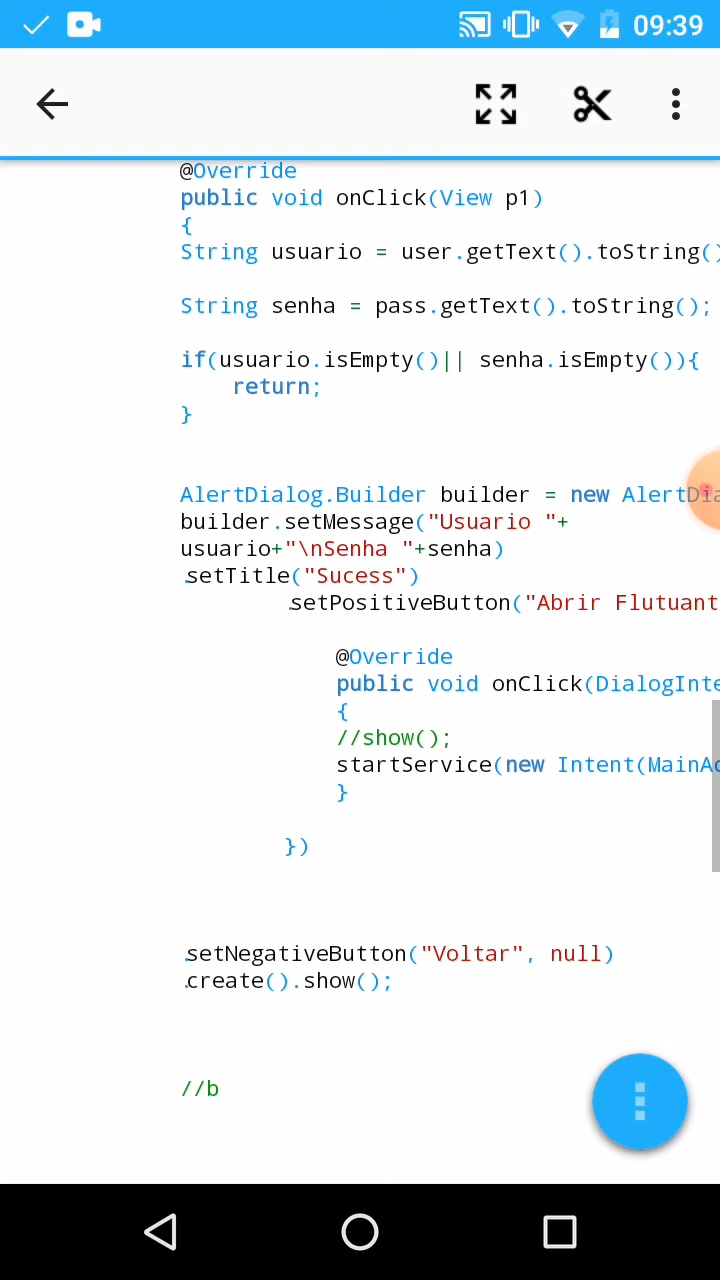 09:39
@Override
public void onClick(View p1)
{
String usuario = user.getText().toString()
String senha = pass.getText().toString();
if(usuario.isEmpty()|| senha.isEmpty()){
return;
}
AlertDialog.Builder builder = new AlertDia
builder.setMessage("Usuario "+
usuario+"\nSenha "+senha)
.setTitle("Sucess")
.setPositiveButton("Abrir Flutuant
@Override
public void onClick(DialogInte
{
//show();
startService(new Intent(MainAc
}
})
.setNegativeButton("Voltar", null)
.create().show();
//b